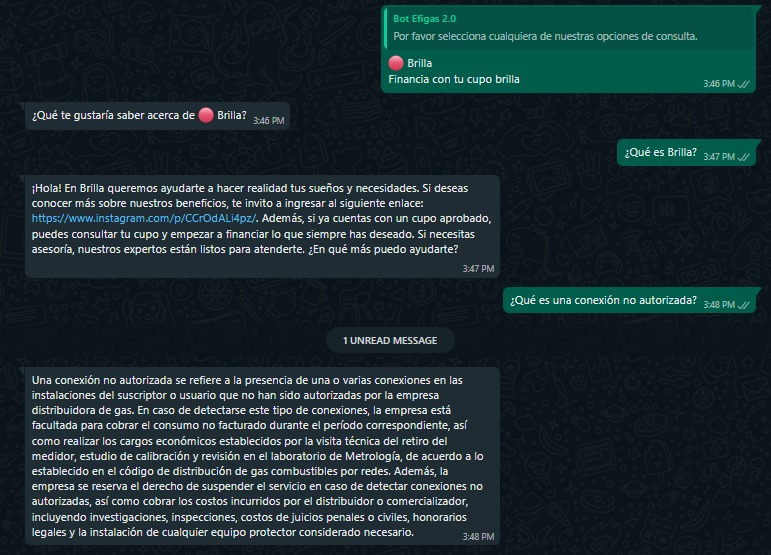 Bot Efigas 2.0
Por favor selecciona cualquiera de nuestras opciones de consulta.
🔴 Brilla
Financia con tu cupo brilla
3:46 PM
¿Qué te gustaría saber acerca de 🔴 Brilla?
3:46 PM
¿Qué es Brilla?
3:47 PM
¡Hola! En Brilla queremos ayudarte a hacer realidad tus sueños y necesidades. Si deseas
conocer más sobre nuestros beneficios, te invito a ingresar al siguiente enlace:
https://www.instagram.com/p/CCrOdALi4pz/. Además, si ya cuentas con un cupo aprobado,
puedes consultar tu cupo y empezar a financiar lo que siempre has deseado. Si necesitas
asesoría, nuestros expertos están listos para atenderte. ¿En qué más puedo ayudarte?
3:47 PM
¿Qué es una conexión no autorizada?
3:48 PM
1 UNREAD MESSAGE
Una conexión no autorizada se refiere a la presencia de una o varias conexiones en las
instalaciones del suscriptor o usuario que no han sido autorizadas por la empresa
distribuidora de gas. En caso de detectarse este tipo de conexiones, la empresa está
facultada para cobrar el consumo no facturado durante el período correspondiente, así
como realizar los cargos económicos establecidos por la visita técnica del retiro del
medidor, estudio de calibración y revisión en el laboratorio de Metrología, de acuerdo a lo
establecido en el código de distribución de gas combustibles por redes. Además, la
empresa se reserva el derecho de suspender el servicio en caso de detectar conexiones no
autorizadas, así como cobrar los costos incurridos por el distribuidor o comercializador,
incluyendo investigaciones, inspecciones, costos de juicios penales o civiles, honorarios
legales y la instalación de cualquier equipo protector considerado necesario.
3:48 PM